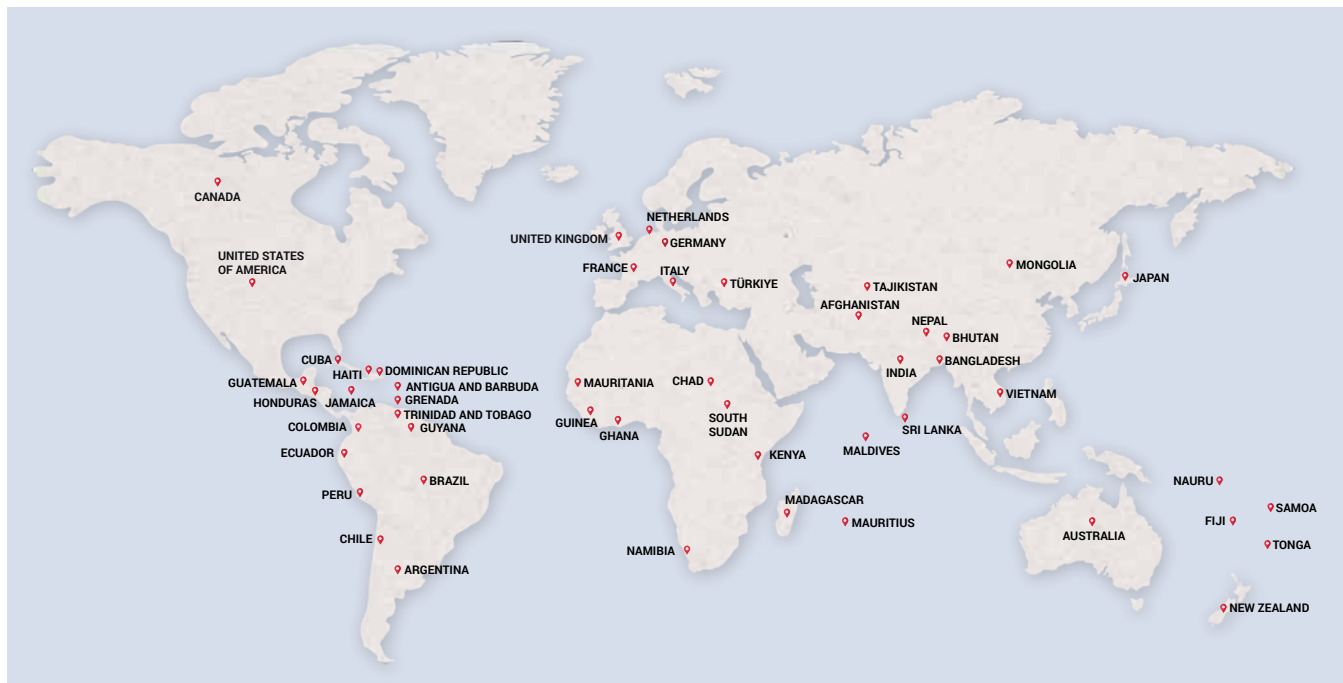 CANADA
UNITED STATES
OF AMERICA
NETHERLANDS
UNITED KINGDOM
GERMANY
FRANCE
ITALY
TÜRKIYE
MONGOLIA
JAPAN
TAJIKISTAN
AFGHANISTAN
NEPAL
BHUTAN
BANGLADESH
INDIA
VIETNAM
SRI LANKA
MALDIVES
CUBA
HAITI
DOMINICAN REPUBLIC
GUATEMALA
ANTIGUA AND BARBUDA
HONDURAS
JAMAICA
GRENADA
TRINIDAD AND TOBAGO
COLOMBIA
GUYANA
ECUADOR
BRAZIL
PERU
CHILE
ARGENTINA
MAURITANIA
CHAD
GUINEA
GHANA
SOUTH
SUDAN
KENYA
MADAGASCAR
MAURITIUS
NAMIBIA
NAURU
SAMOA
FIJI
AUSTRALIA
TONGA
NEW ZEALAND